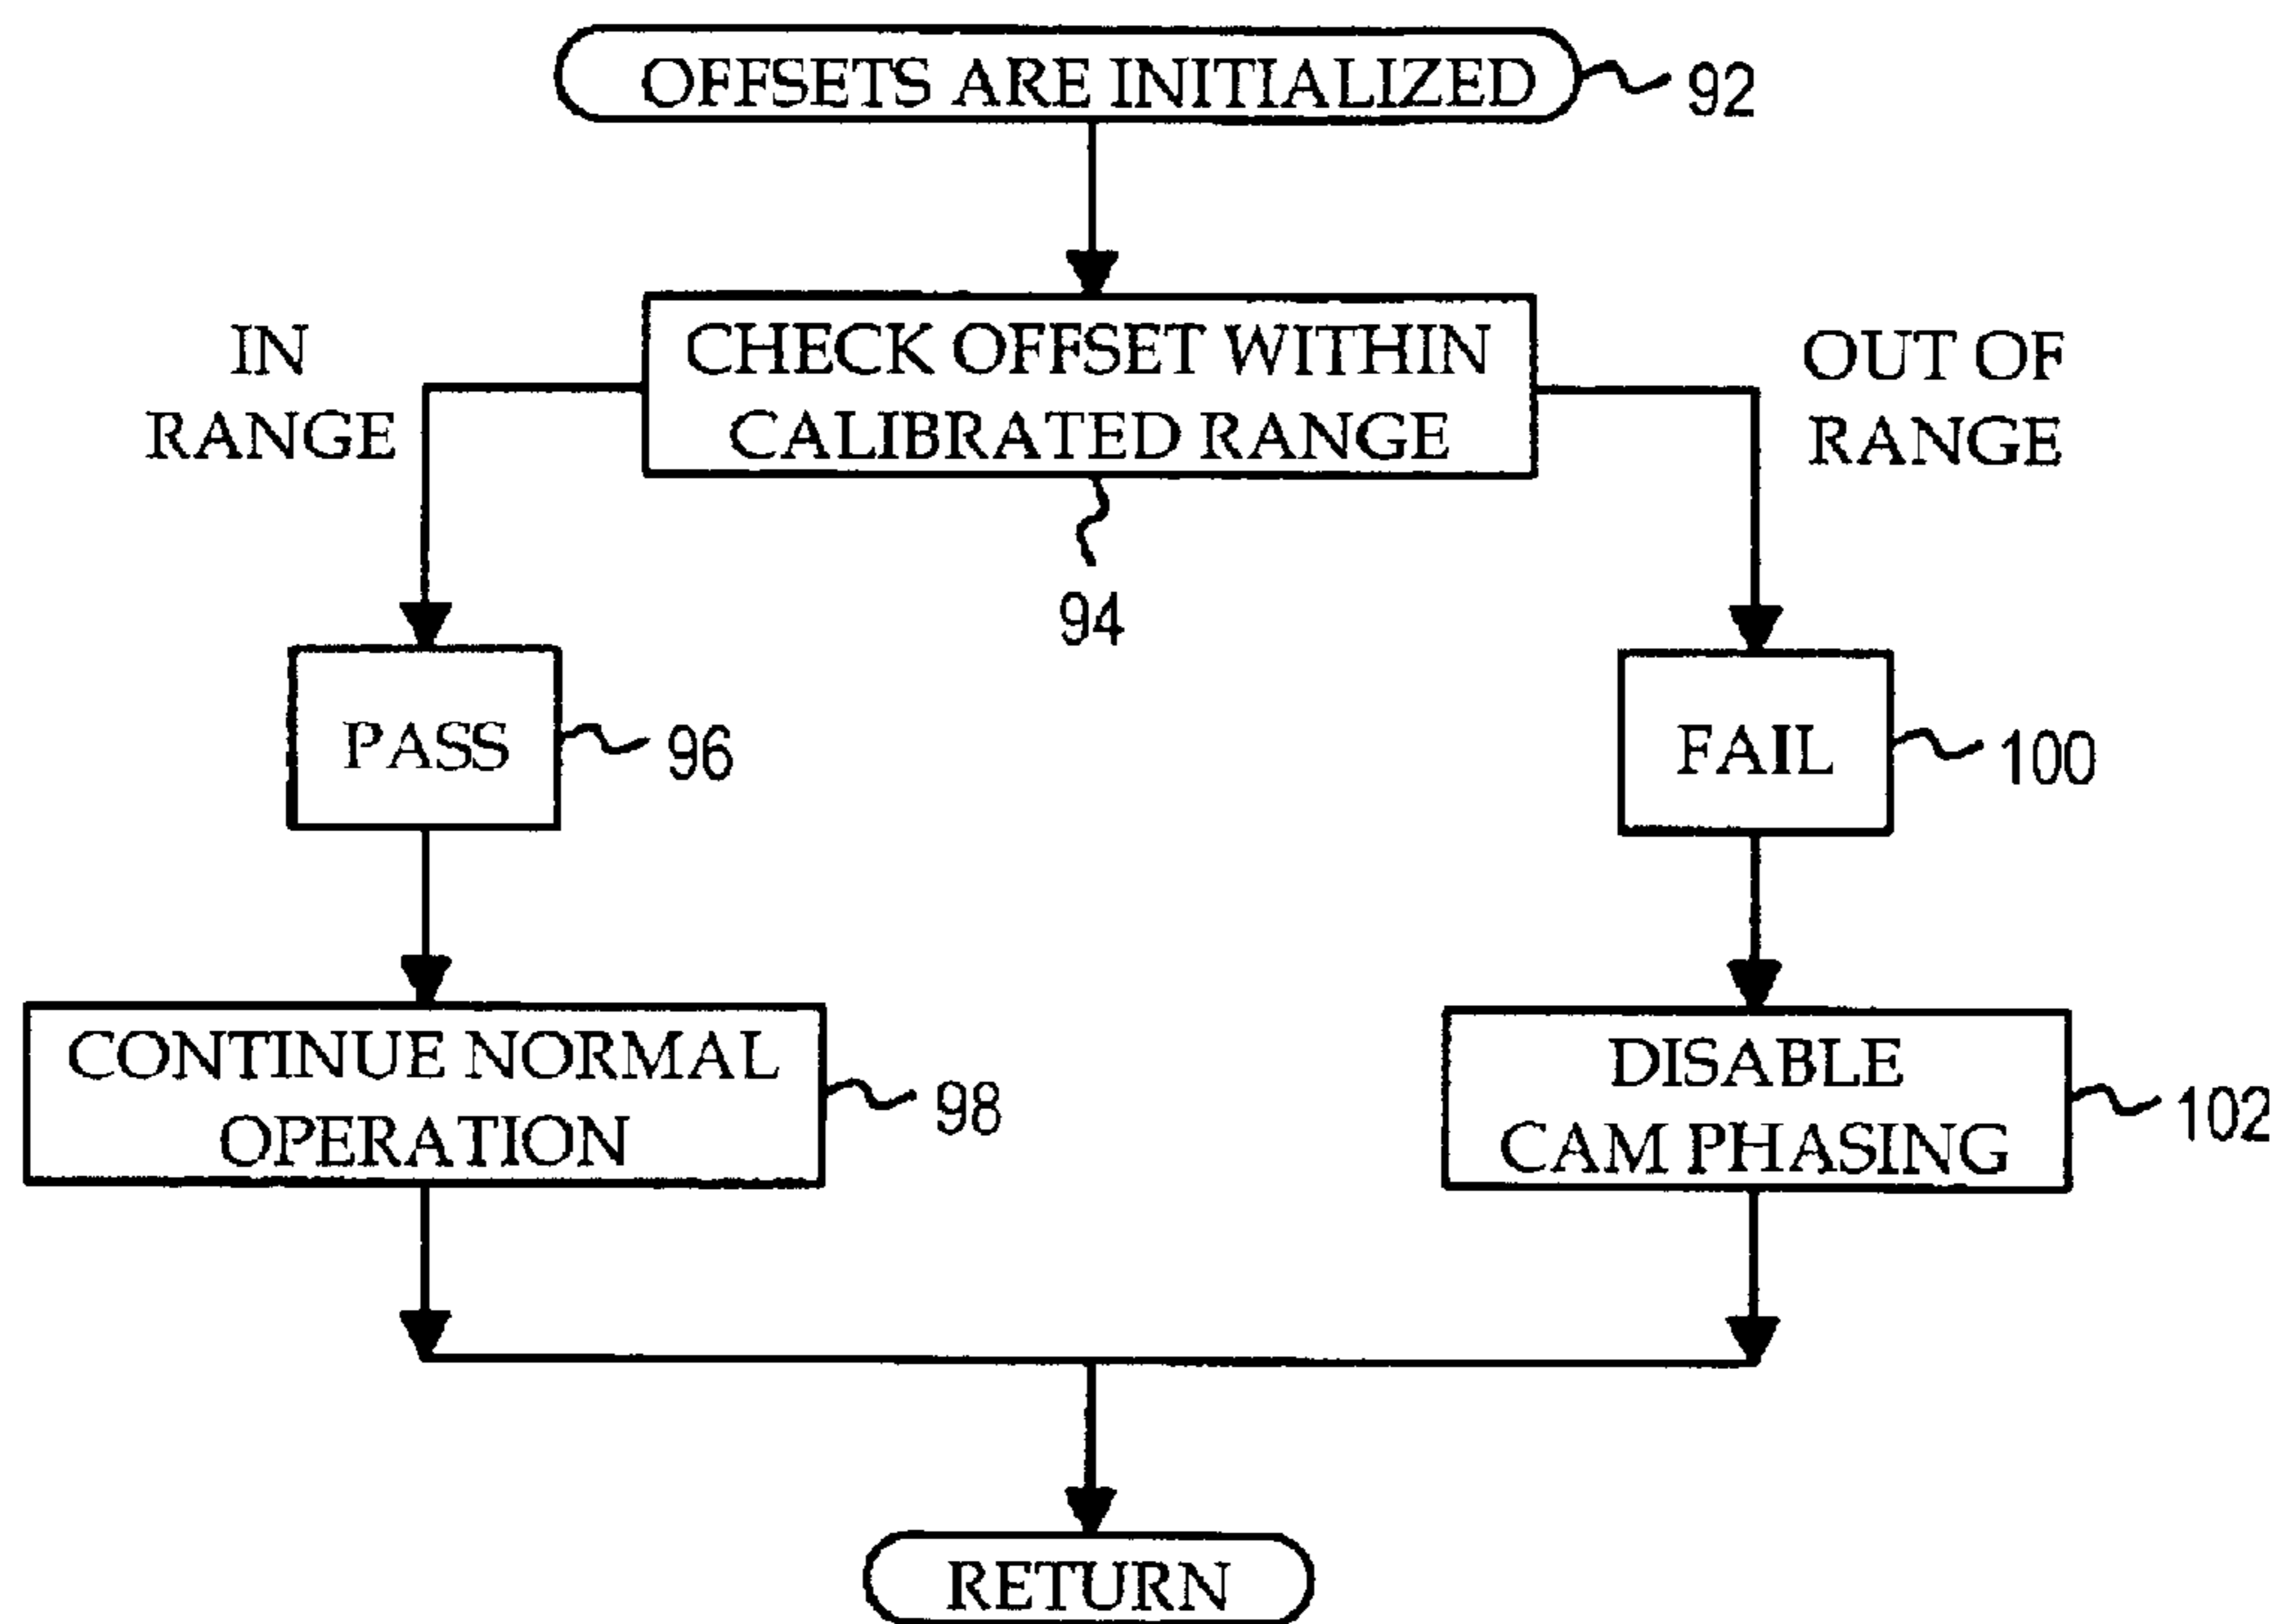 OFFSETS ARE INITIALIZED
92
IN
RANGE
CHECK OFFSET WITHIN
CALIBRATED RANGE
OUT OF
RANGE
94
PASS
96
FAIL
100
CONTINUE NORMAL
OPERATION
98
DISABLE
CAM PHASING
102
RETURN